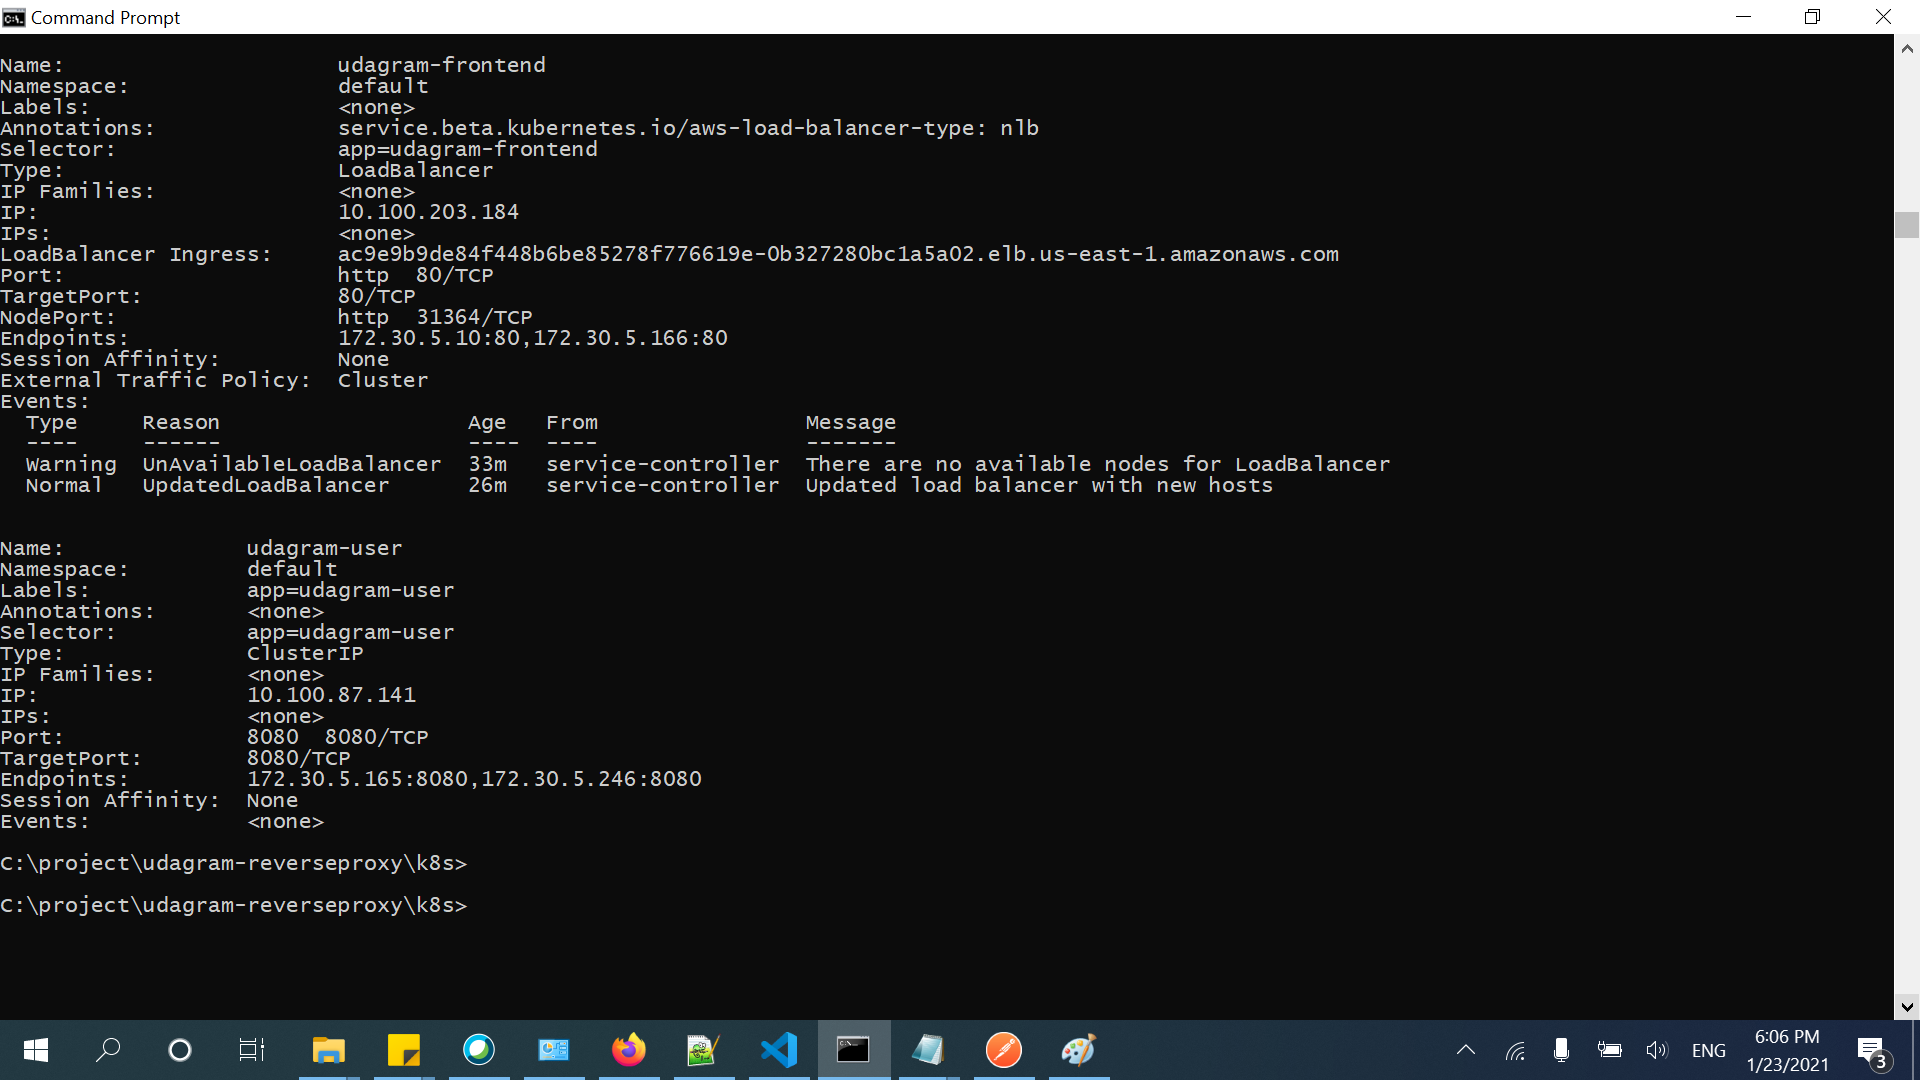 Command Prompt
Name:                     udagram-frontend
Namespace:                default
Labels:                   <none>
Annotations:              service.beta.kubernetes.io/aws-load-balancer-type: nlb
Selector:                 app=udagram-frontend
Type:                     LoadBalancer
IP Families:              <none>
IP:                       10.100.203.184
IPs:                      <none>
LoadBalancer Ingress:     ac9e9b9de84f448b6be85278f776619e-0b327280bc1a5a02.elb.us-east-1.amazonaws.com
Port:                     http  80/TCP
TargetPort:               80/TCP
NodePort:                 http  31364/TCP
Endpoints:                172.30.5.10:80,172.30.5.166:80
Session Affinity:         None
External Traffic Policy:  Cluster
Events:
  Type     Reason                   Age   From                Message
  ----     ------                   ----  ----                -------
  Warning  UnAvailableLoadBalancer  33m   service-controller  There are no available nodes for LoadBalancer
  Normal   UpdatedLoadBalancer      26m   service-controller  Updated load balancer with new hosts
Name:              udagram-user
Namespace:         default
Labels:            app=udagram-user
Annotations:       <none>
Selector:          app=udagram-user
Type:              ClusterIP
IP Families:       <none>
IP:                10.100.87.141
IPs:               <none>
Port:              8080  8080/TCP
TargetPort:        8080/TCP
Endpoints:         172.30.5.165:8080,172.30.5.246:8080
Session Affinity:  None
Events:            <none>
C:\project\udagram-reverseproxy\k8s>
C:\project\udagram-reverseproxy\k8s>
ENG
6:06 PM
1/23/2021
3